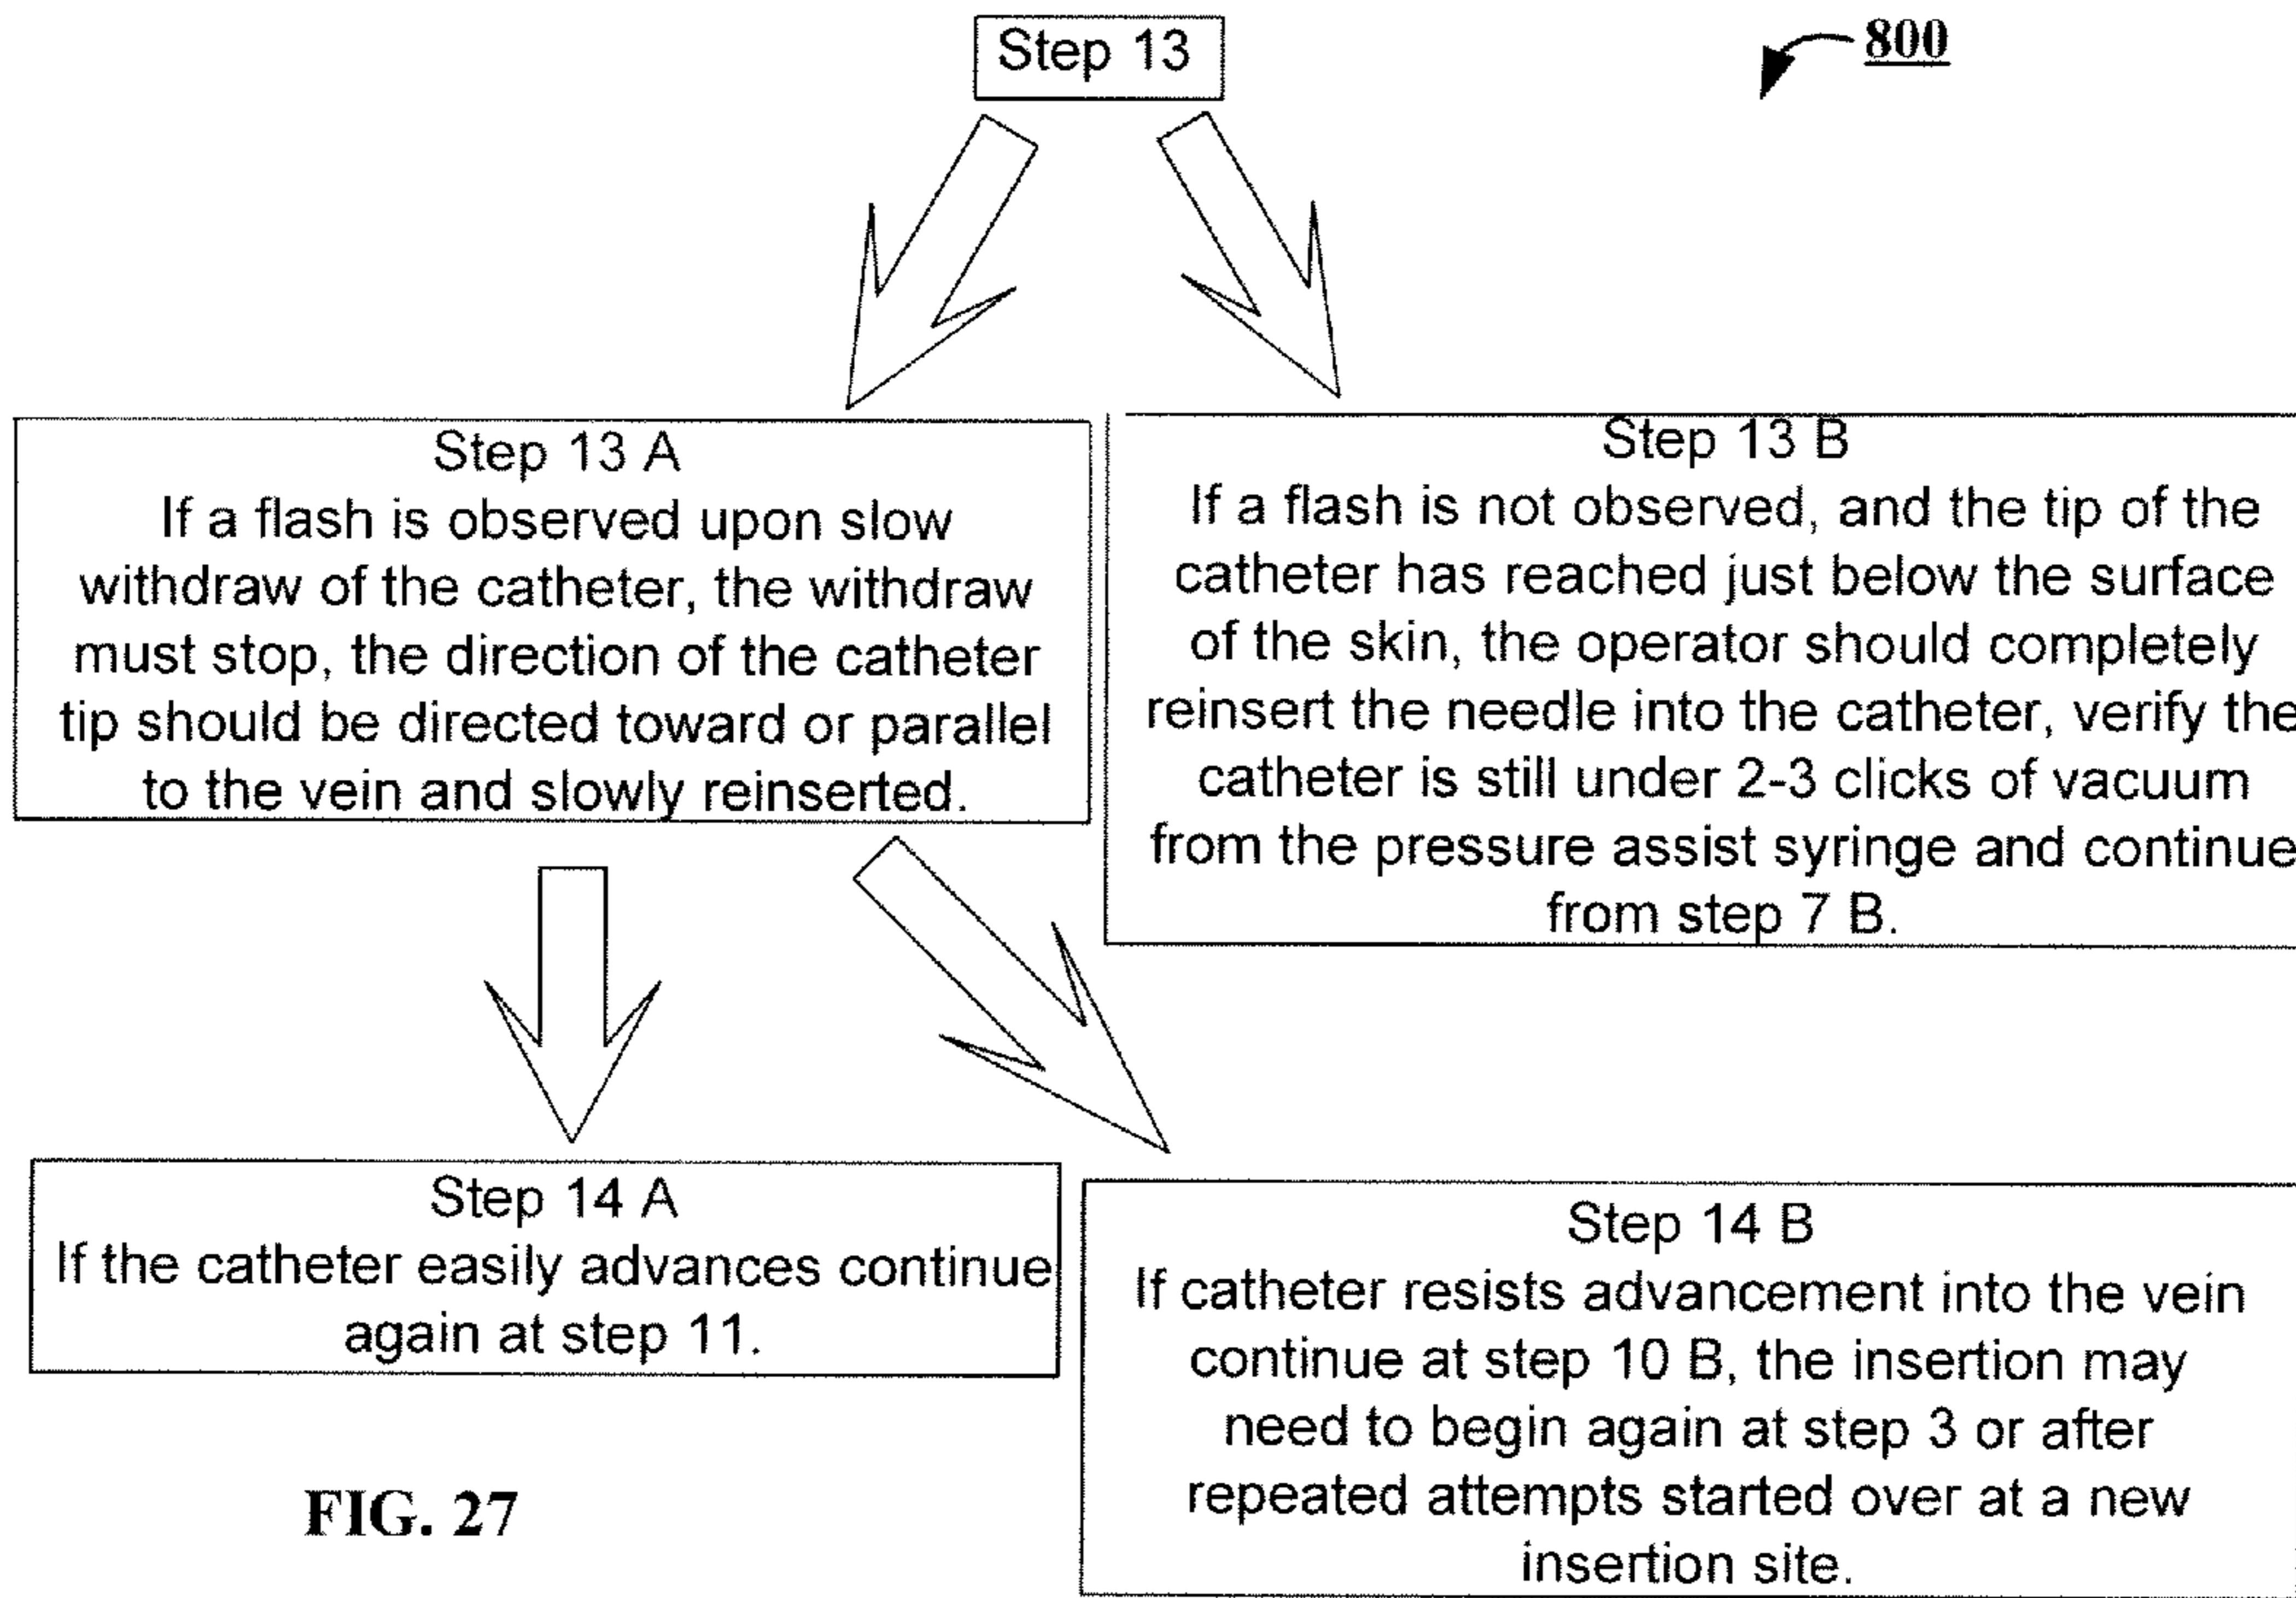 Step 13
800
Step 13 A
If a flash is observed upon slow
withdraw of the catheter, the withdraw
must stop, the direction of the catheter
tip should be directed toward or parallel
to the vein and slowly reinserted.
Step 13 B
If a flash is not observed, and the tip of the
catheter has reached just below the surface
of the skin, the operator should completely
reinsert the needle into the catheter, verify the
catheter is still under 2-3 clicks of vacuum
from the pressure assist syringe and continue
from step 7 B.
Step 14 A
If the catheter easily advances continue
again at step 11.
Step 14 B
If catheter resists advancement into the vein
continue at step 10 B, the insertion may
need to begin again at step 3 or after
repeated attempts started over at a new
insertion site.
FIG. 27